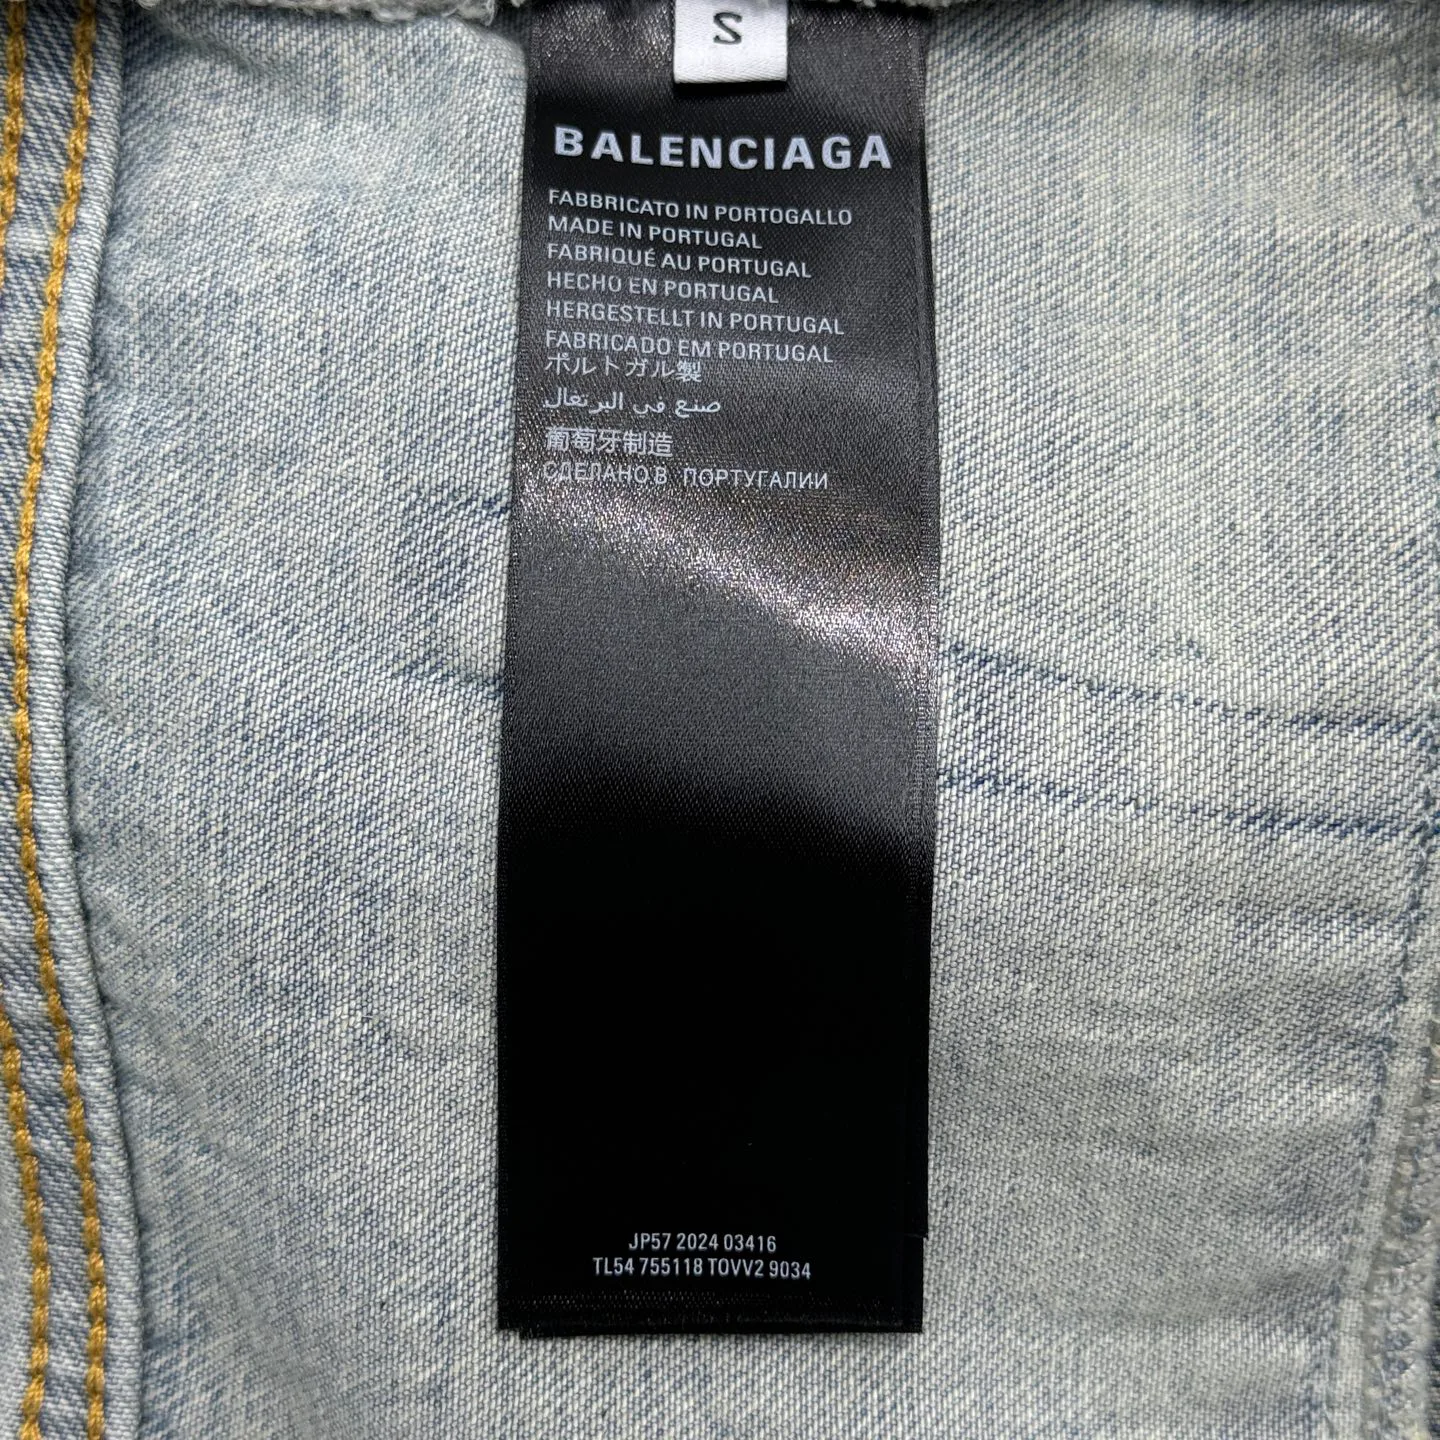 S
BALENCIAGA
FABBRICATO IN PORTOGALLO
MADE IN PORTUGAL
FABRIQUÉ AU PORTUGAL
HECHO EN PORTUGAL
HERGESTELLT IN PORTUGAL
FABRICADO EM PORTUGAL
ポルトガル製
صنع في البرتغال
葡萄牙制造
СДЕЛАНО В ПОРТУГАЛИИ
JP57 2024 03416
TL54 755118 TOVV2 9034